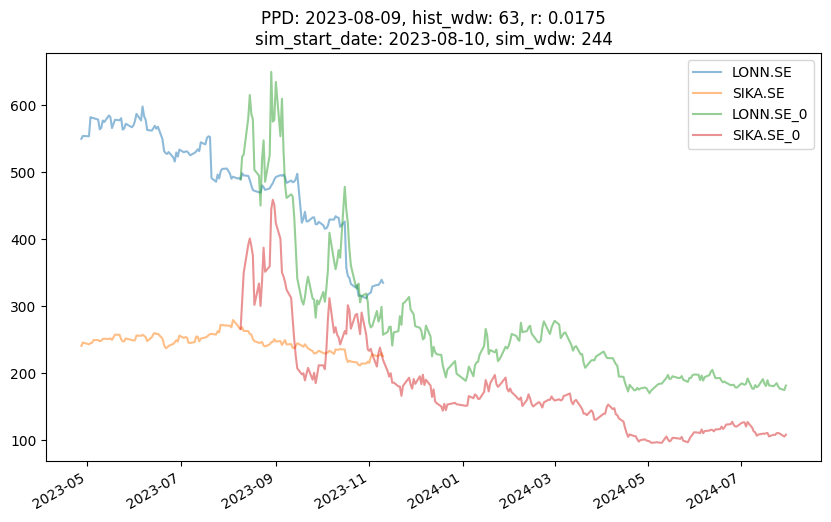 PPD: 2023-08-09, hist_wdw: 63, r: 0.0175
sim_start_date: 2023-08-10, sim_wdw: 244
LONN.SE
SIKA.SE
LONN.SE_0
SIKA.SE_0
600
500
400
300
200
100
2023-05
2023-07
2023-09
2023-11
2024-01
2024-03
2024-05
2024-07